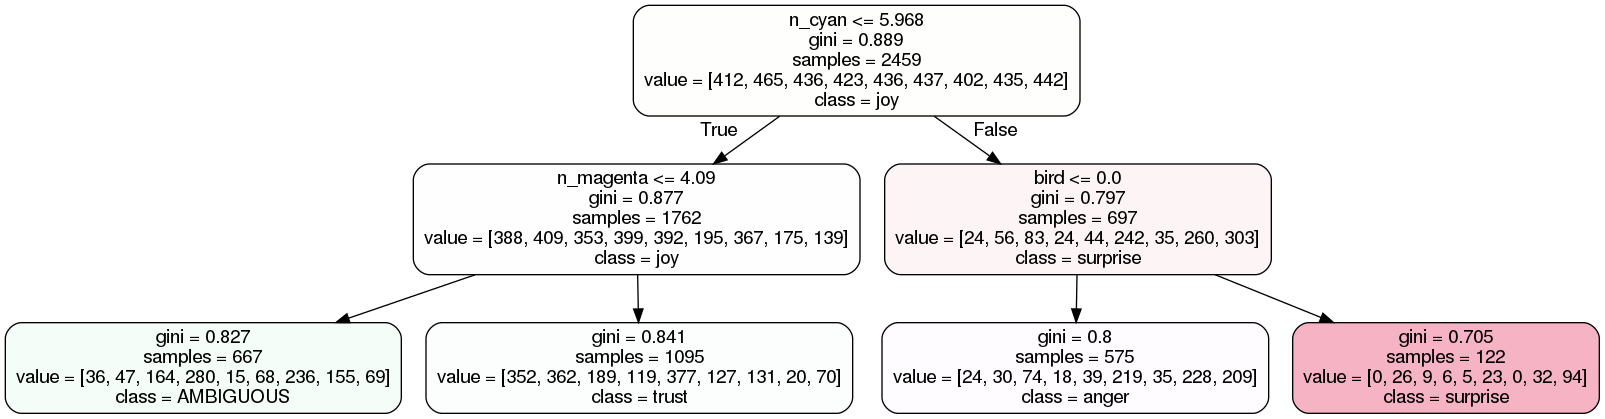 n_cyan <= 5.968
gini = 0.889
samples = 2459
value = [412, 465, 436, 423, 436, 437, 402, 435, 442]
class = joy
True
False
n_magenta <= 4.09
gini = 0.877
samples = 1762
value = [388, 409, 353, 399, 392, 195, 367, 175, 139]
class = joy
bird <= 0.0
gini = 0.797
samples = 697
value = [24, 56, 83, 24, 44, 242, 35, 260, 303]
class = surprise
gini = 0.827
samples = 667
value = [36, 47, 164, 280, 15, 68, 236, 155, 69]
class = AMBIGUOUS
gini = 0.841
samples = 1095
value = [352, 362, 189, 119, 377, 127, 131, 20, 70]
class = trust
gini = 0.8
samples = 575
value = [24, 30, 74, 18, 39, 219, 35, 228, 209]
class = anger
gini = 0.705
samples = 122
value = [0, 26, 9, 6, 5, 23, 0, 32, 94]
class = surprise